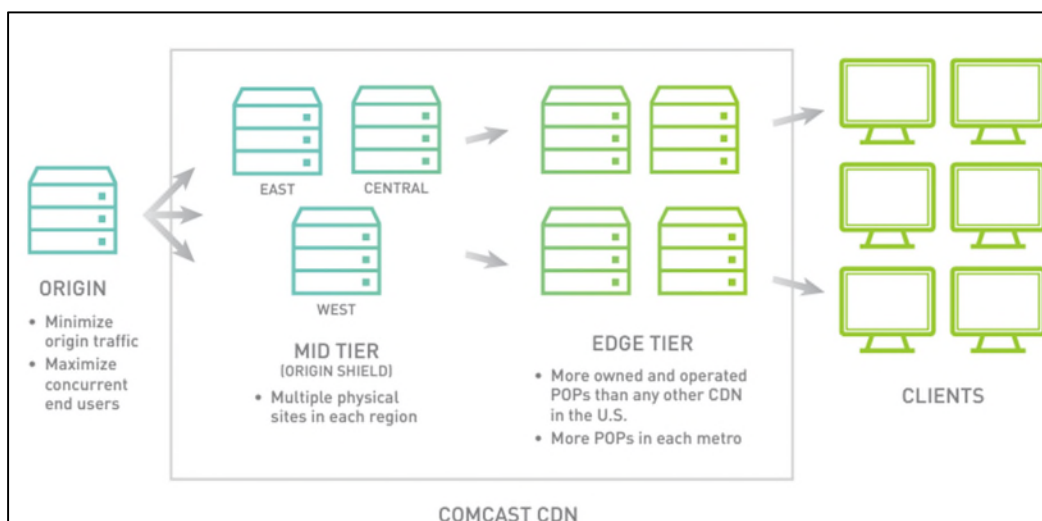 EAST
CENTRAL
WEST
ORIGIN
• Minimize
origin traffic
• Maximize
concurrent
end users
MID TIER
(ORIGIN SHIELD)
• Multiple physical
sites in each region
EDGE TIER
• More owned and operated
POPs than any other CDN
in the U.S.
• More POPs in each metro
CLIENTS
COMCAST CDN